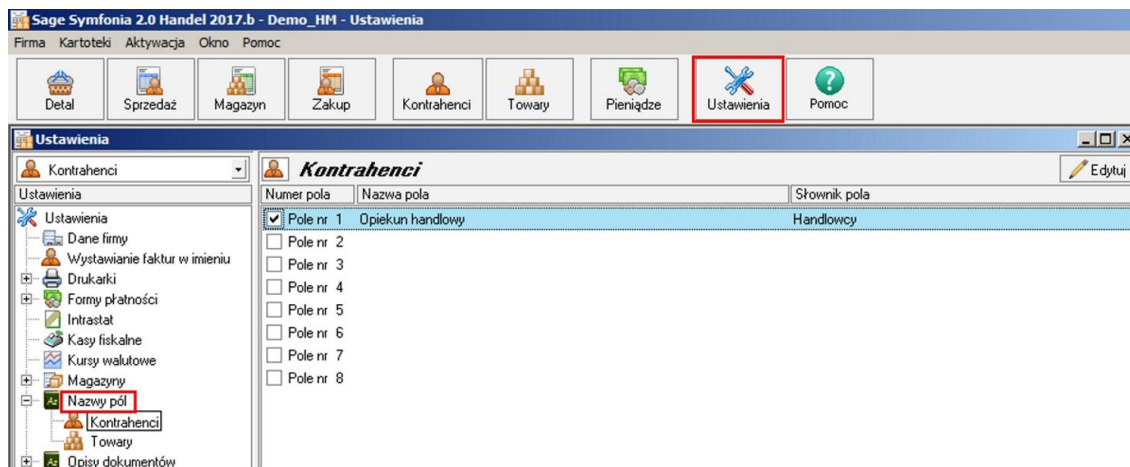 Sage Symfonia 2.0 Handel 2017.b - Demo_HM - Ustawienia
Firma Kartoteki Aktywacja Okno Pomoc
Detal Sprzedaż Magazyn Zakup Kontrahenci Towary Pieniądze Ustawienia Pomoc
Ustawienia
Kontrahenci Kontrahenci Edytuj
Ustawienia Numer pola Nazwa pola Słownik pola
Ustawienia Pole nr 1 Opiekun handlowy Handlowcy
Dane firmy Pole nr 2
Wystawianie faktur w imieniu Pole nr 3
Drukarki Pole nr 4
Formy płatności Pole nr 5
Intrastat Pole nr 6
Kasy fiskalne Pole nr 7
Kursy walutowe Pole nr 8
Magazyny
Az Nazwy pól
Kontrahenci
Towary
Az Opisy dokumentów